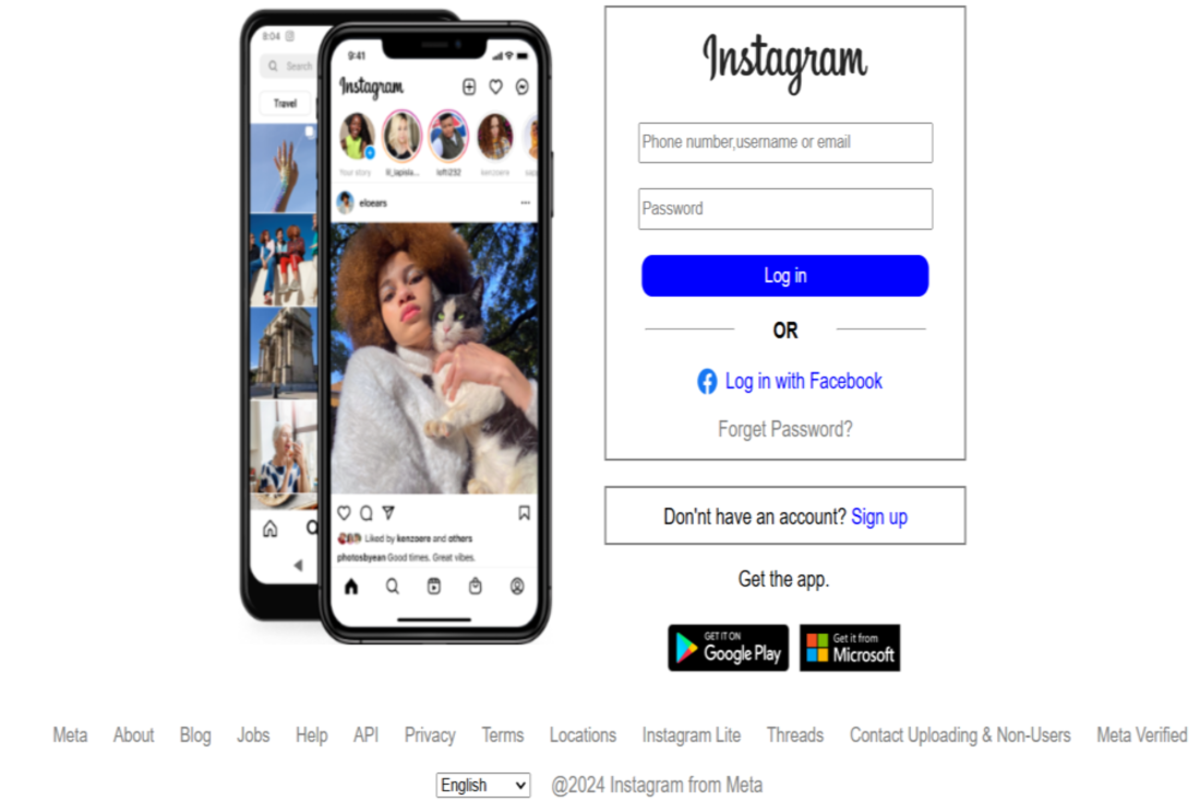 8:04
Search
Travel
9:41
Instagram
Your story
lil_lapisla...
lofti232
kenzoere
eloears
Liked by kenzoere and others
photosbyean Good times. Great vibes.
Instagram
Phone number,username or email
Password
Log in
OR
Log in with Facebook
Forget Password?
Don'nt have an account? Sign up
Get the app.
GET IT ON
Google Play
Get it from
Microsoft
Meta About Blog Jobs Help API Privacy Terms Locations Instagram Lite Threads Contact Uploading & Non-Users Meta Verified
English @2024 Instagram from Meta